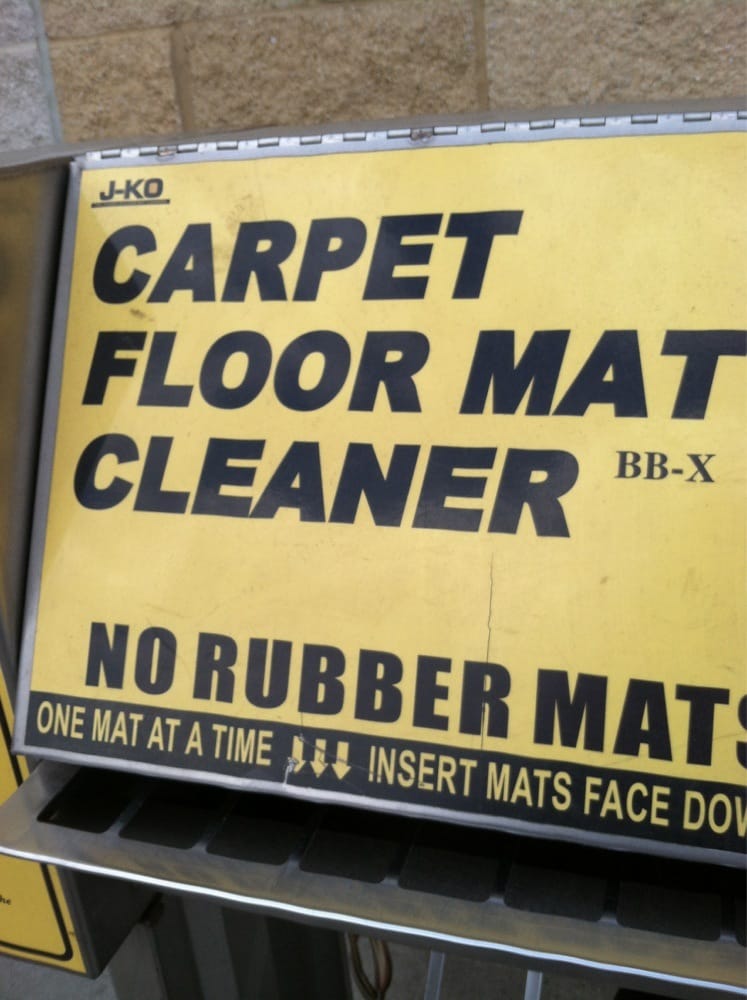 J-KO
CARPET
FLOOR MAT
CLEANER BB-X
NO RUBBER MATS
ONE MAT AT A TIME INSERT MATS FACE DOW